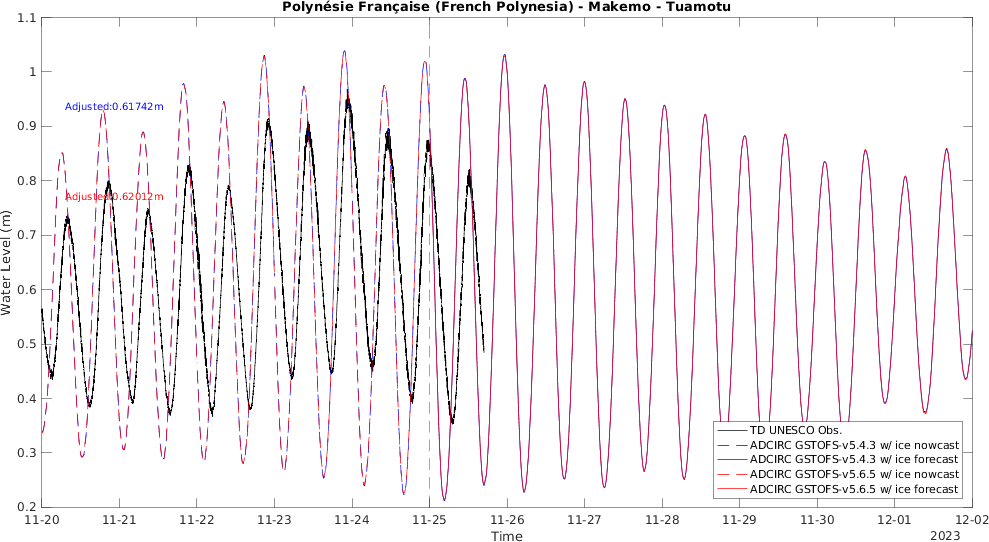 Polynésie Française (French Polynesia) - Makemo - Tuamotu
1.1
1
0.9
0.8
0.7
0.6
0.5
0.4
0.3
0.2
Water Level (m)
Adjusted:0.61742m
Adjusted:0.62012m
TD UNESCO Obs.
ADCIRC GSTOFS-v5.4.3 w/ ice nowcast
ADCIRC GSTOFS-v5.4.3 w/ ice forecast
ADCIRC GSTOFS-v5.6.5 w/ ice nowcast
ADCIRC GSTOFS-v5.6.5 w/ ice forecast
11-20 11-21 11-22 11-23 11-24 11-25 11-26 11-27 11-28 11-29 11-30 12-01 12-02
Time
2023